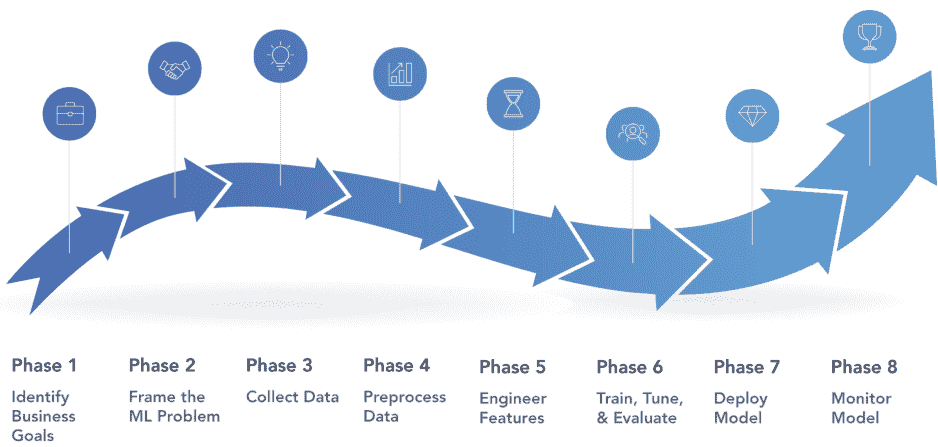 Phase 1
Identify
Business
Goals
Phase 2
Frame the
ML Problem
Phase 3
Collect Data
Phase 4
Preprocess
Data
Phase 5
Engineer
Features
Phase 6
Train, Tune,
& Evaluate
Phase 7
Deploy
Model
Phase 8
Monitor
Model